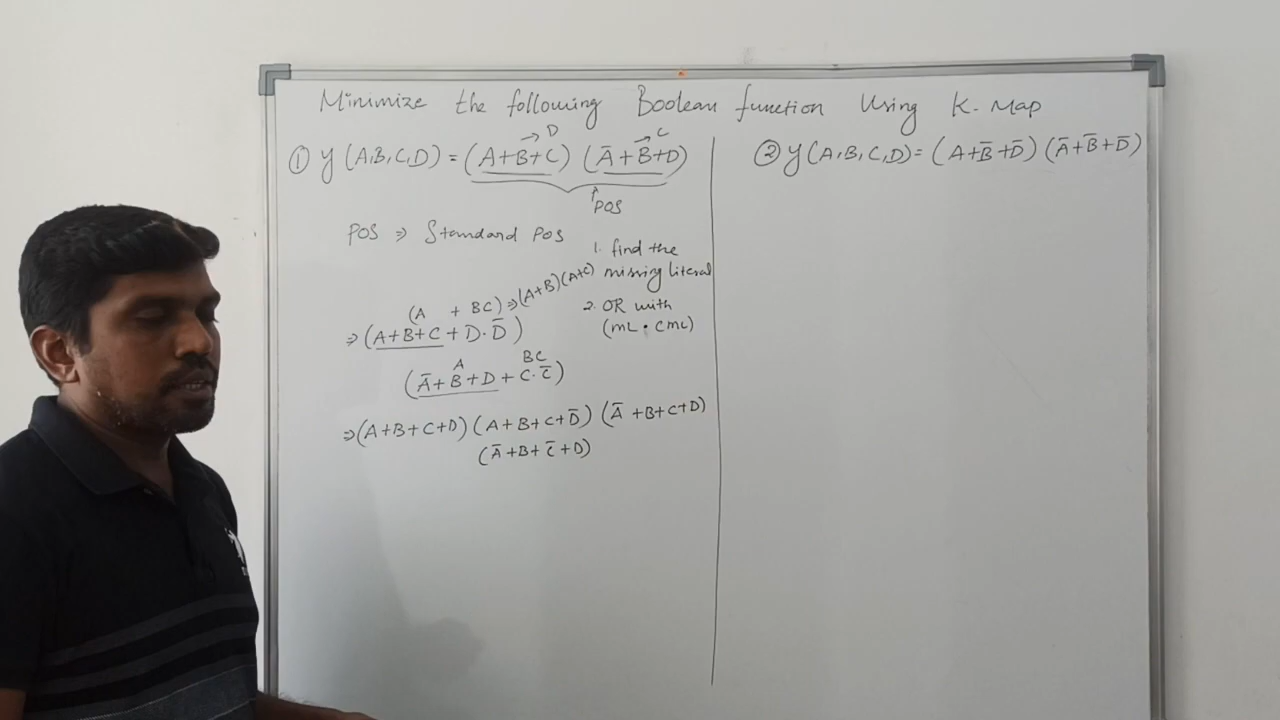 Minimize the following Boolean function Using K-Map
① Y(A,B,C,D) = (A+B+C) (Ā+B+D)
→ D
→ C
↑ POS
POS ⇒ Standard POS
1. find the
missing literal
2. OR with
(ML · CML)
(A + BC) ⇒ (A+B)(A+C)
⇒ (A+B+C + D·D̄)
A BC
(Ā+B+D + C·C̄)
⇒ (A+B+C+D) (A+B+C+D̄) (Ā+B+C+D)
(Ā+B+C̄+D)
② Y(A,B,C,D) = (A+B̄+D̄) (Ā+B̄+D̄)